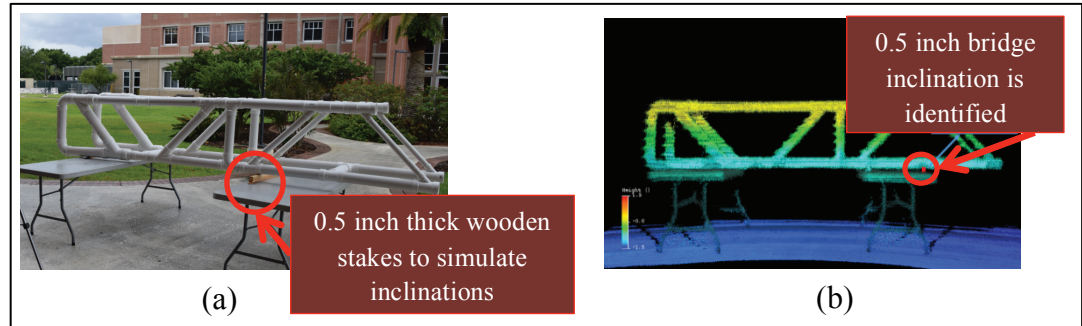 0.5 inch thick wooden
stakes to simulate
inclinations
(a)
0.5 inch bridge
inclination is
identified
(b)